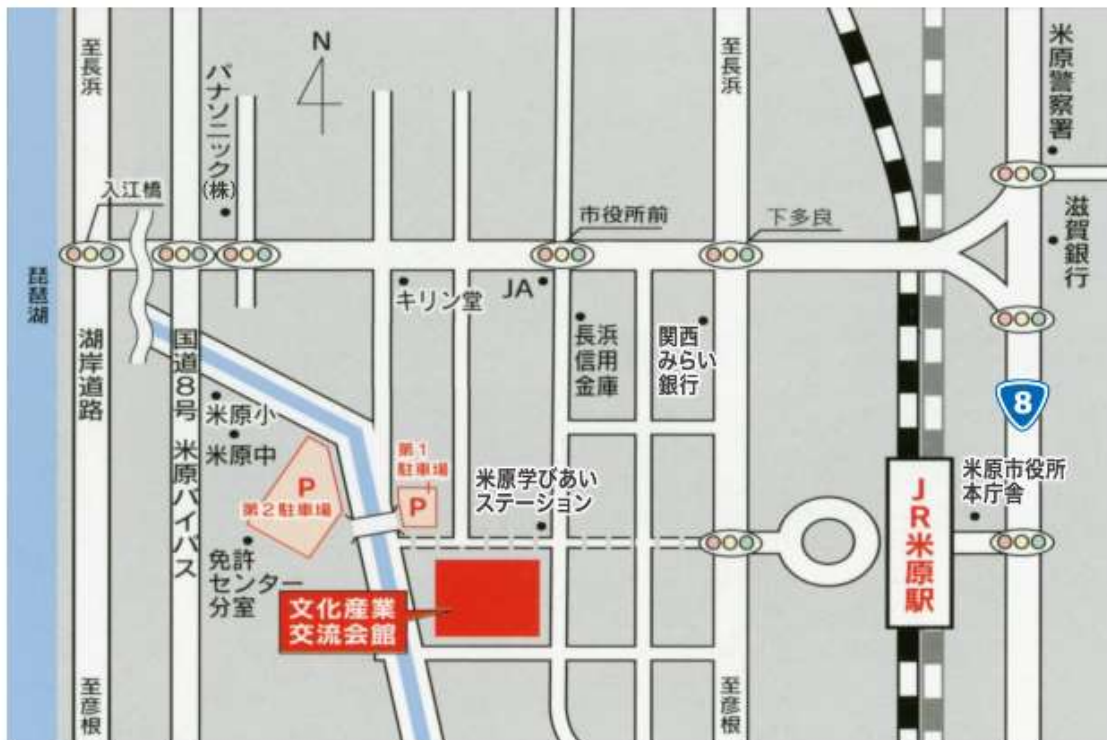 至長浜
N
パナソニック
(株)
至長浜
米原警察署
入江橋
市役所前
下多良
滋賀銀行
琵琶湖
キリン堂
JA
湖岸道路
国道8号 米原バイパス
長浜
信用
金庫
関西
みらい
銀行
8
米原小
米原中
第1
駐車場
P
P
第2駐車場
米原学びあい
ステーション
JR米原駅
米原市役所
本庁舎
免許
センター
分室
文化産業
交流会館
至彦根
至彦根